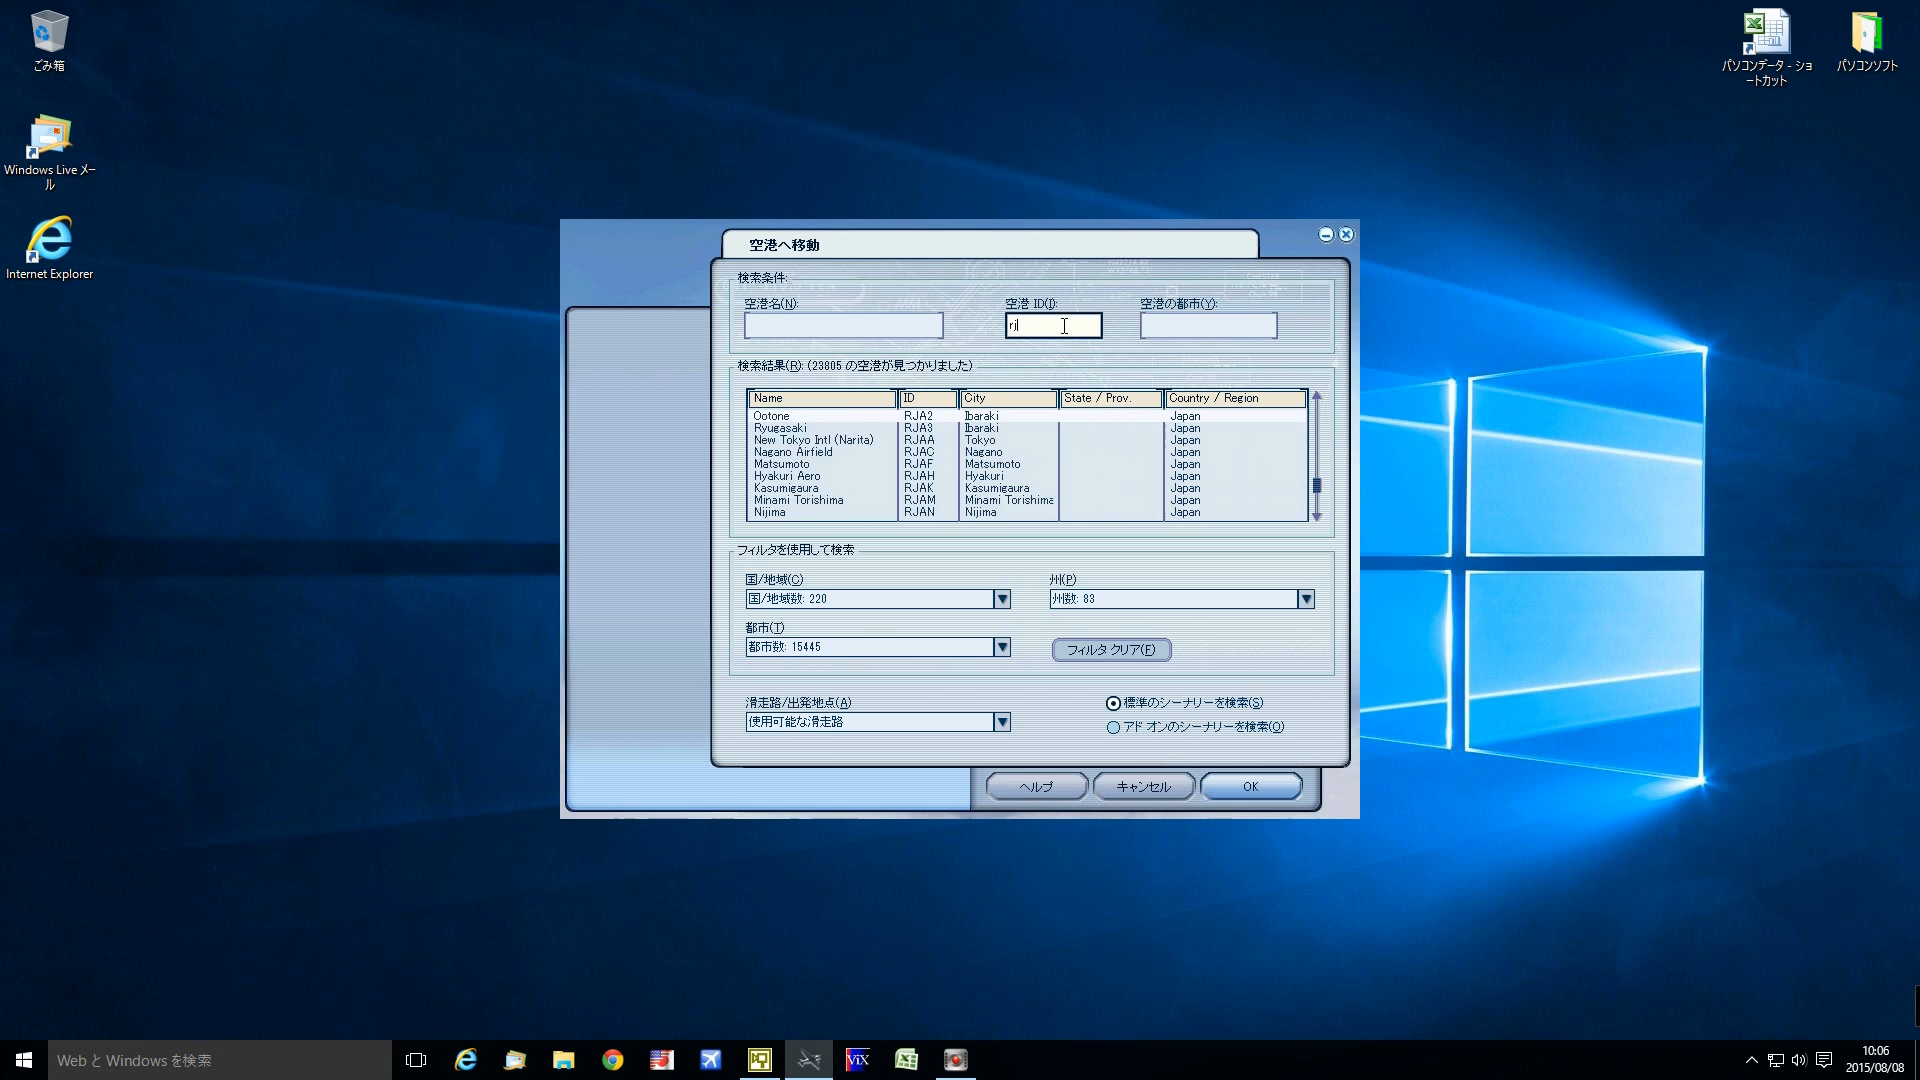 ごみ箱
Windows Live メール
Internet Explorer
パソコンデータ - ショートカット
パソコンソフト
空港へ移動
検索条件:
空港名(N):
空港 ID(I):
空港の都市(Y):
rj
検索結果(R): (23805 の空港が見つかりました)
Name ID City State / Prov. Country / Region
Ootone RJA2 Ibaraki Japan
Ryugasaki RJA3 Ibaraki Japan
New Tokyo Intl (Narita) RJAA Tokyo Japan
Nagano Airfield RJAC Nagano Japan
Matsumoto RJAF Matsumoto Japan
Hyakuri Aero RJAH Hyakuri Japan
Kasumigaura RJAK Kasumigaura Japan
Minami Torishima RJAM Minami Torishima Japan
Nijima RJAN Nijima Japan
フィルタを使用して検索
国/地域(C)
州(P)
国/地域数: 220
州数: 83
都市(T)
都市数: 15445
フィルタ クリア(F)
滑走路/出発地点(A)
使用可能な滑走路
標準のシーナリーを検索(S)
アド オンのシーナリーを検索(O)
ヘルプ
キャンセル
OK
Web と Windows を検索
ViX
10:06
2015/08/08